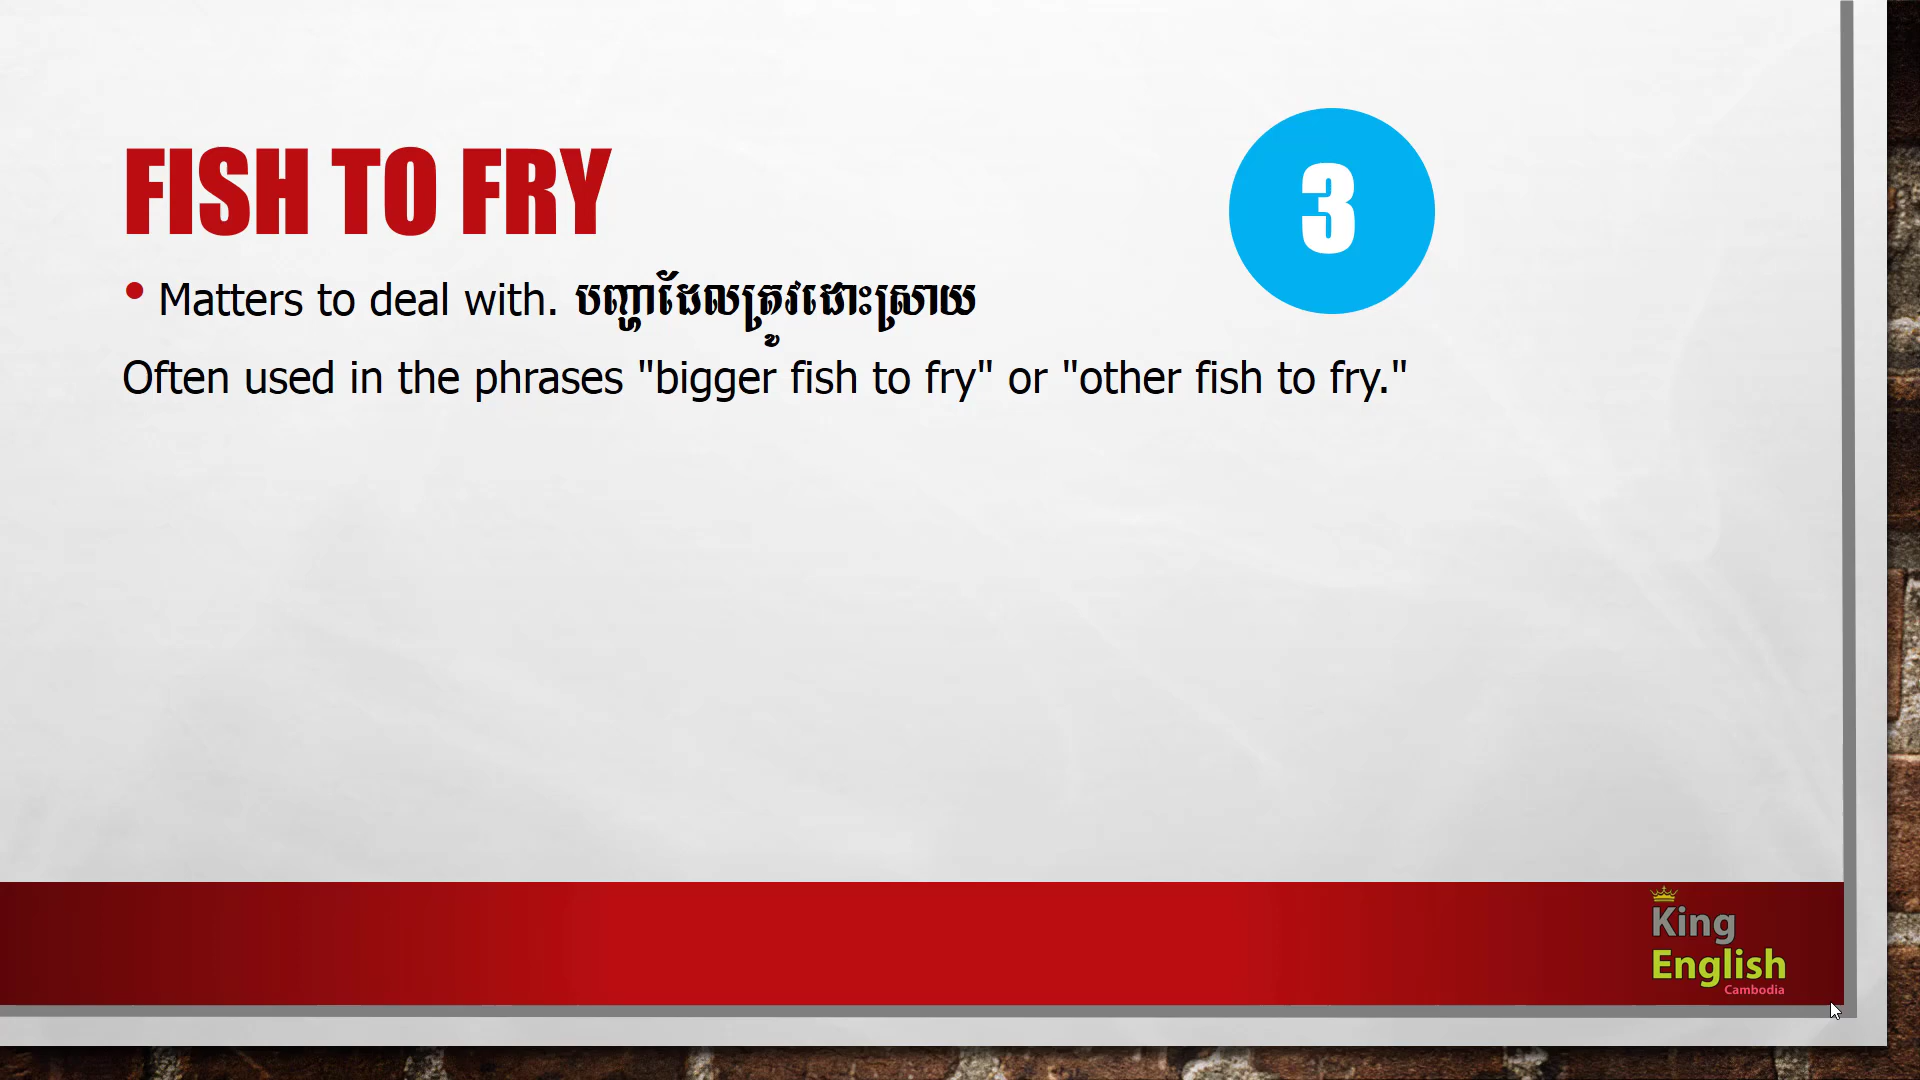 FISH TO FRY
3
• Matters to deal with. បញ្ហាដែលត្រូវដោះស្រាយ
Often used in the phrases "bigger fish to fry" or "other fish to fry."
King
English
Cambodia